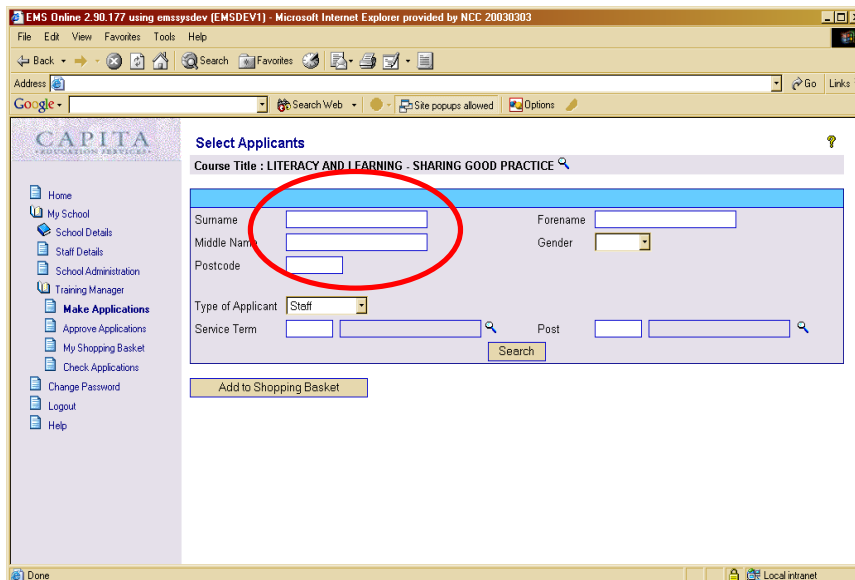 EMS Online 2.90.177 using emssysdev (EMSDEV1) - Microsoft Internet Explorer provided by NCC 20030303
File Edit View Favorites Tools Help
Back Search Favorites
Address Go Links
Google Search Web Site popups allowed Options
CAPITA
EDUCATION SERVICES
Select Applicants
Course Title : LITERACY AND LEARNING - SHARING GOOD PRACTICE
Home
My School
School Details
Staff Details
School Administration
Training Manager
Make Applications
Approve Applications
My Shopping Basket
Check Applications
Change Password
Logout
Help
Surname Forename
Middle Name Gender
Postcode
Type of Applicant Staff
Service Term Post
Search
Add to Shopping Basket
Done Local intranet